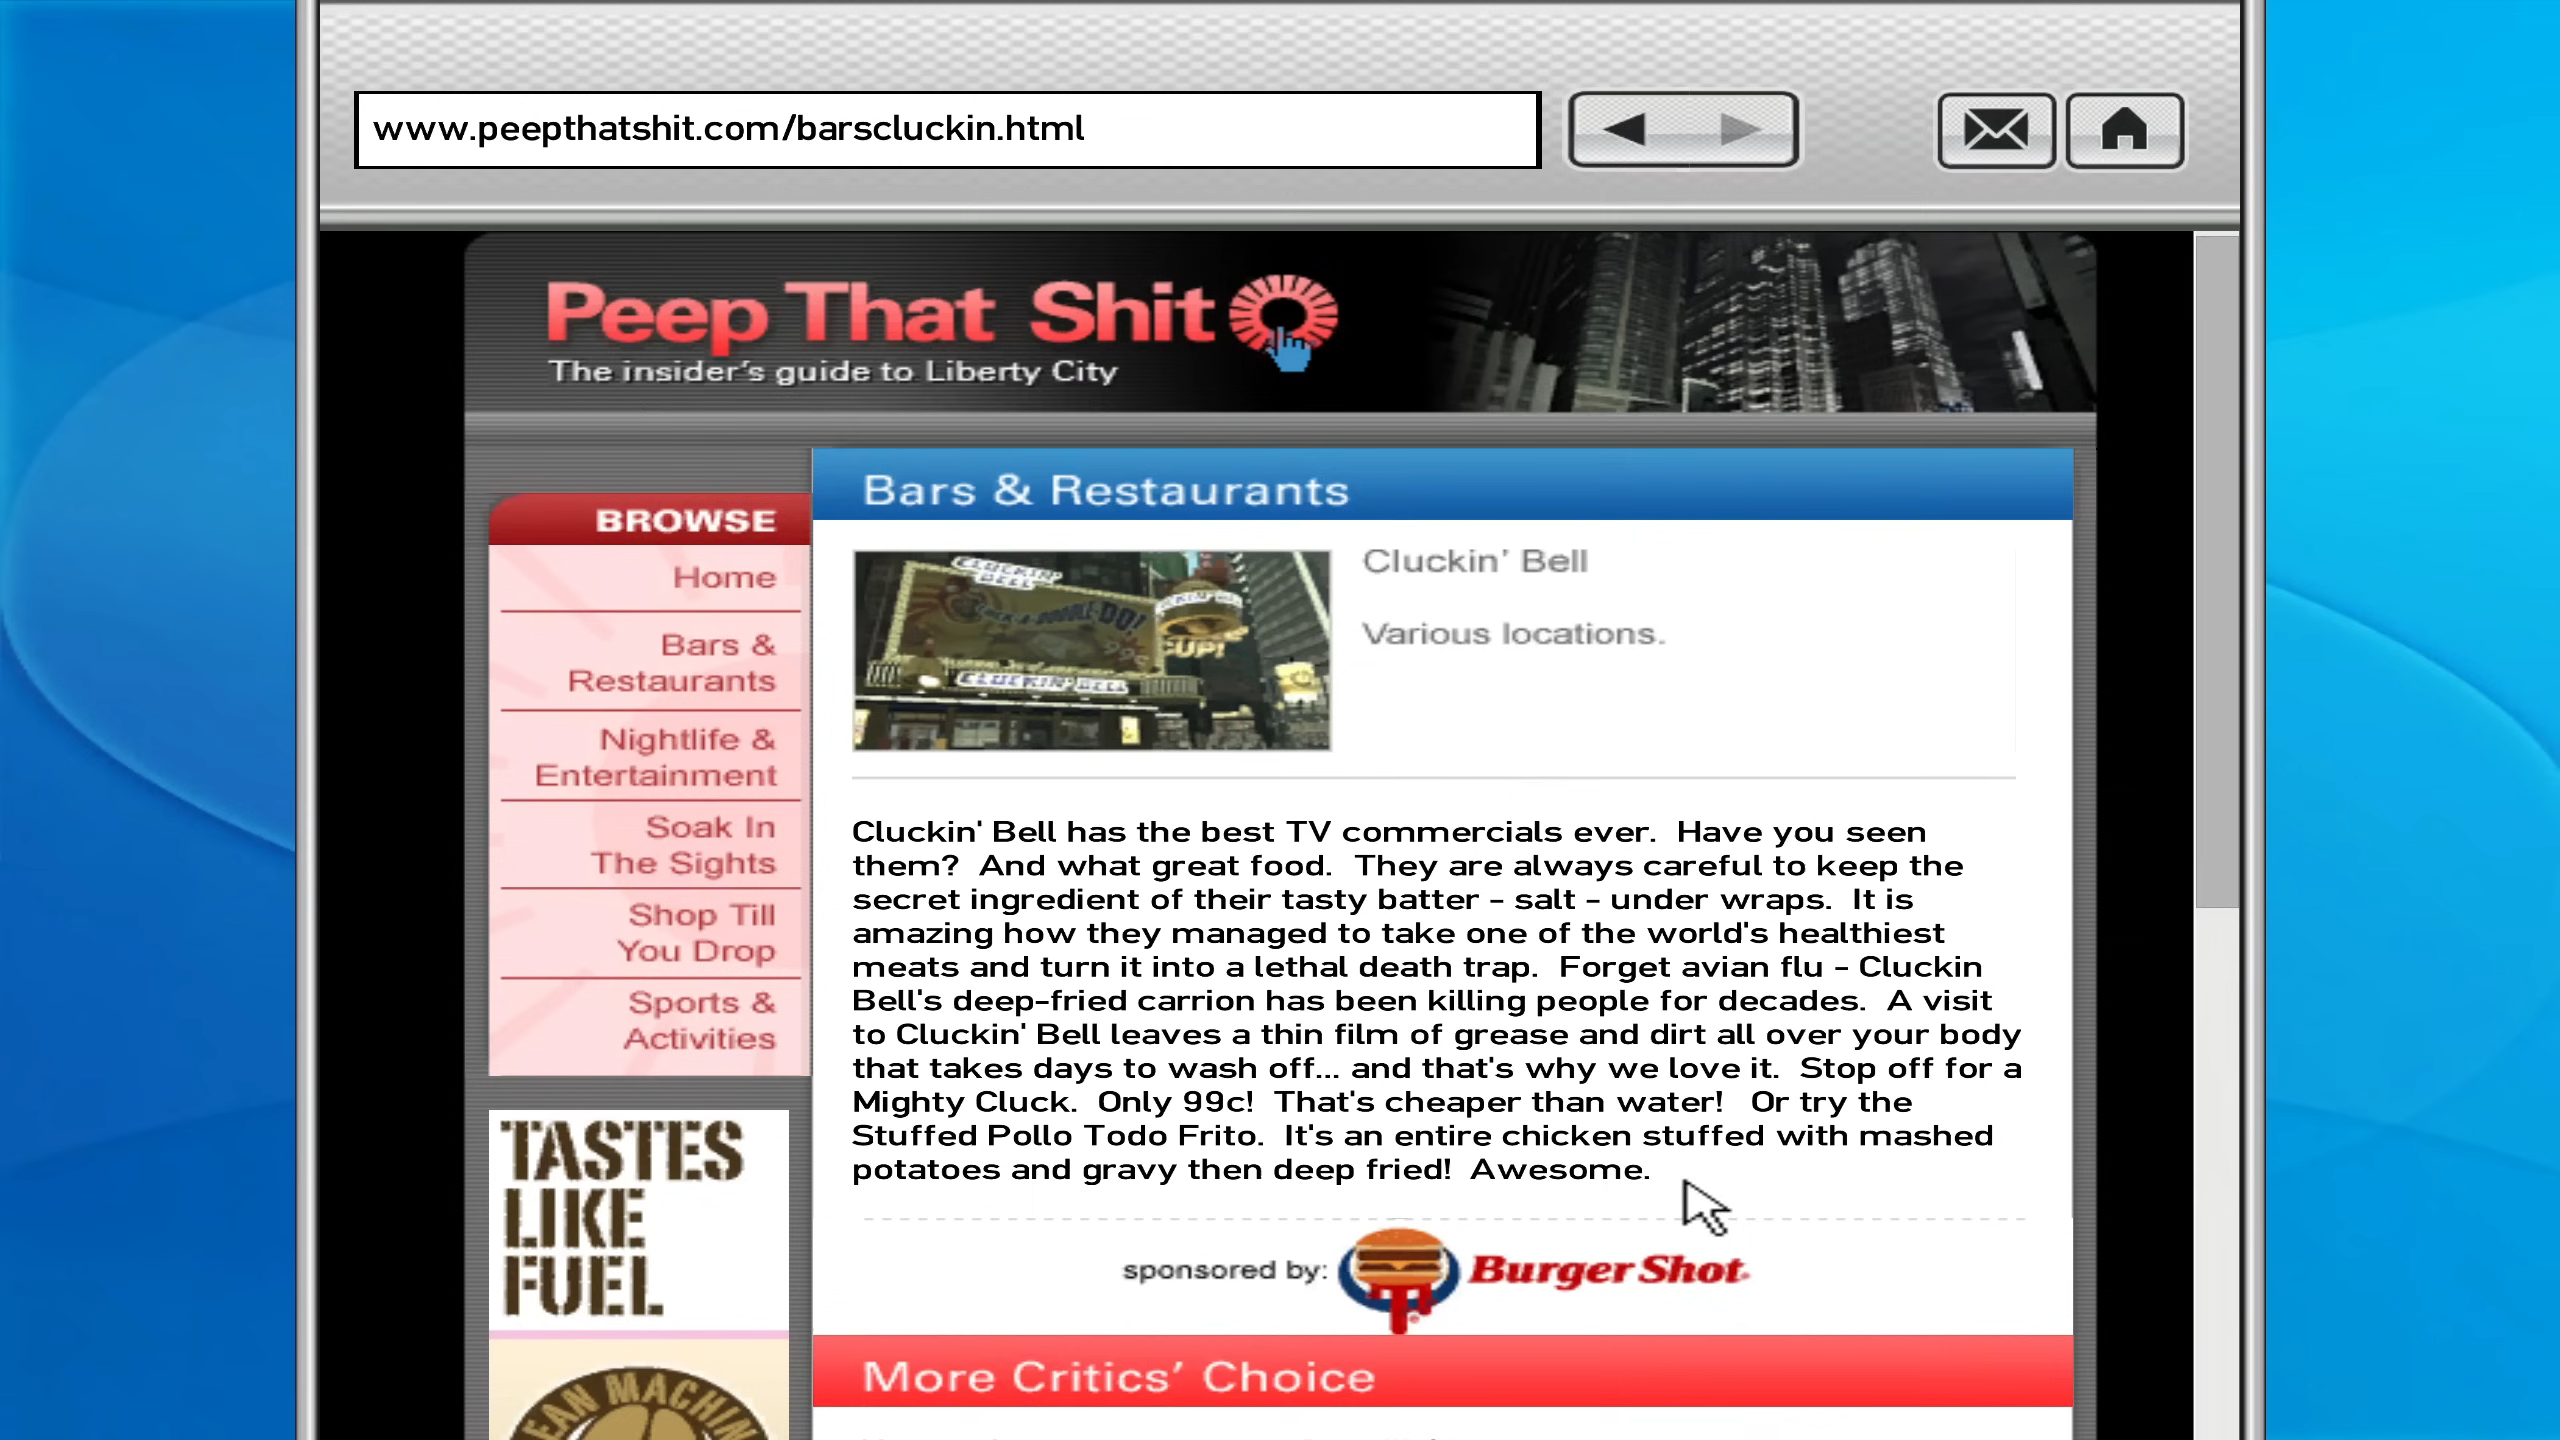 www.peepthatshit.com/barscluckin.html
Peep That Shit
The insider's guide to Liberty City
BROWSE
Home
Bars &
Restaurants
Nightlife &
Entertainment
Soak In
The Sights
Shop Till
You Drop
Sports &
Activities
TASTES
LIKE
FUEL
Bars & Restaurants
CLUCKIN'
BELL
CLUCKIN' BELL
CUP!
99c
CLUCKIN' BELL
Cluckin' Bell
Various locations.
Cluckin' Bell has the best TV commercials ever.  Have you seen
them?  And what great food.  They are always careful to keep the
secret ingredient of their tasty batter - salt - under wraps.  It is
amazing how they managed to take one of the world's healthiest
meats and turn it into a lethal death trap.  Forget avian flu - Cluckin
Bell's deep-fried carrion has been killing people for decades.  A visit
to Cluckin' Bell leaves a thin film of grease and dirt all over your body
that takes days to wash off... and that's why we love it.  Stop off for a
Mighty Cluck.  Only 99c!  That's cheaper than water!   Or try the
Stuffed Pollo Todo Frito.  It's an entire chicken stuffed with mashed
potatoes and gravy then deep fried!  Awesome.
sponsored by: Burger Shot
More Critics' Choice